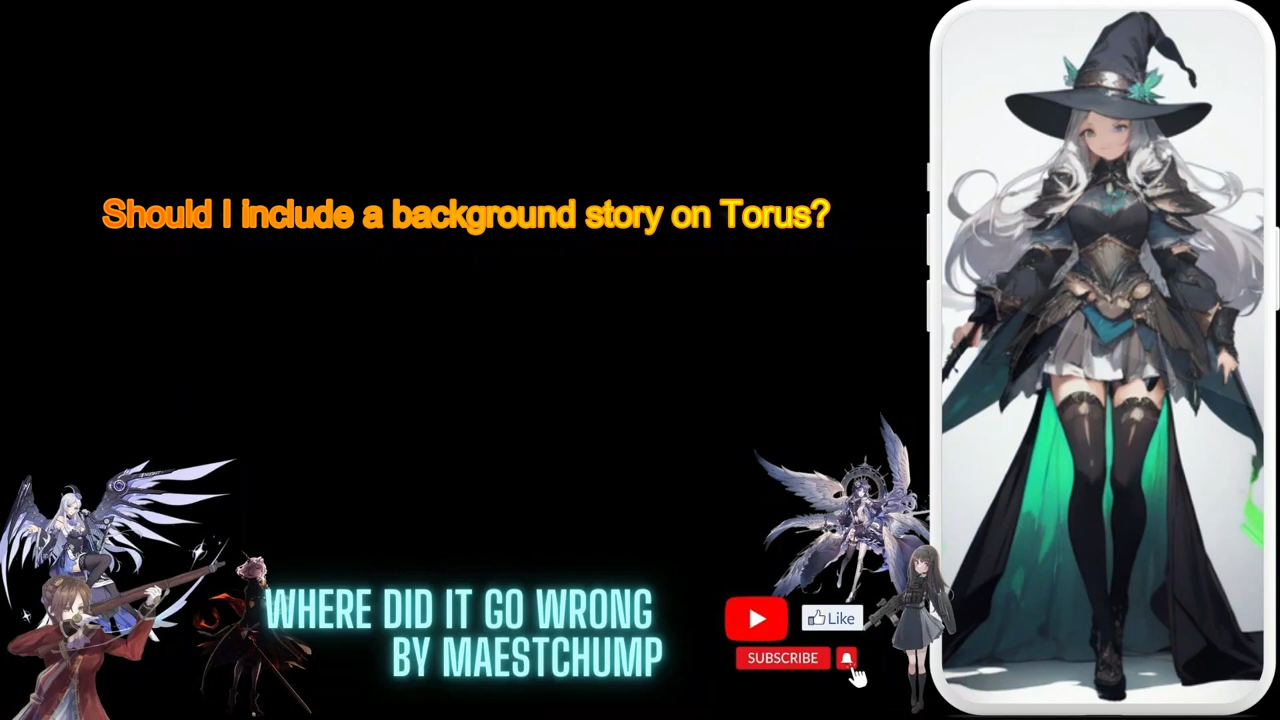 Should I include a background story on Torus?
WHERE DID IT GO WRONG
BY MAESTCHUMP
Like
SUBSCRIBE